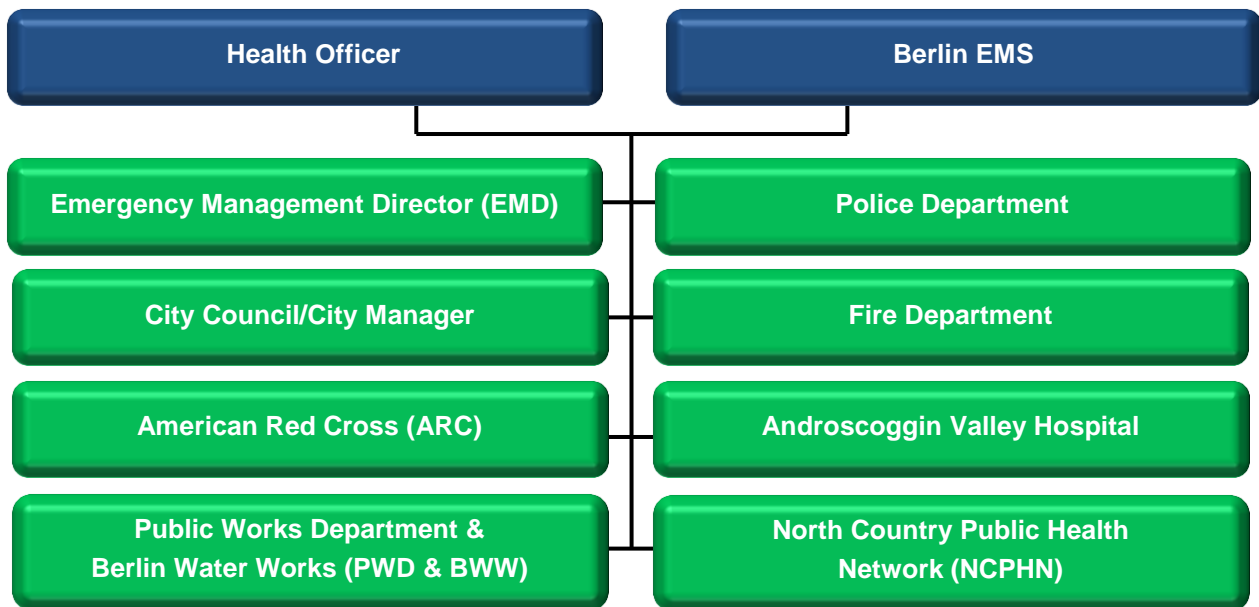 Health Officer
Berlin EMS
Emergency Management Director (EMD)
Police Department
City Council/City Manager
Fire Department
American Red Cross (ARC)
Androscoggin Valley Hospital
Public Works Department &
Berlin Water Works (PWD & BWW)
North Country Public Health
Network (NCPHN)